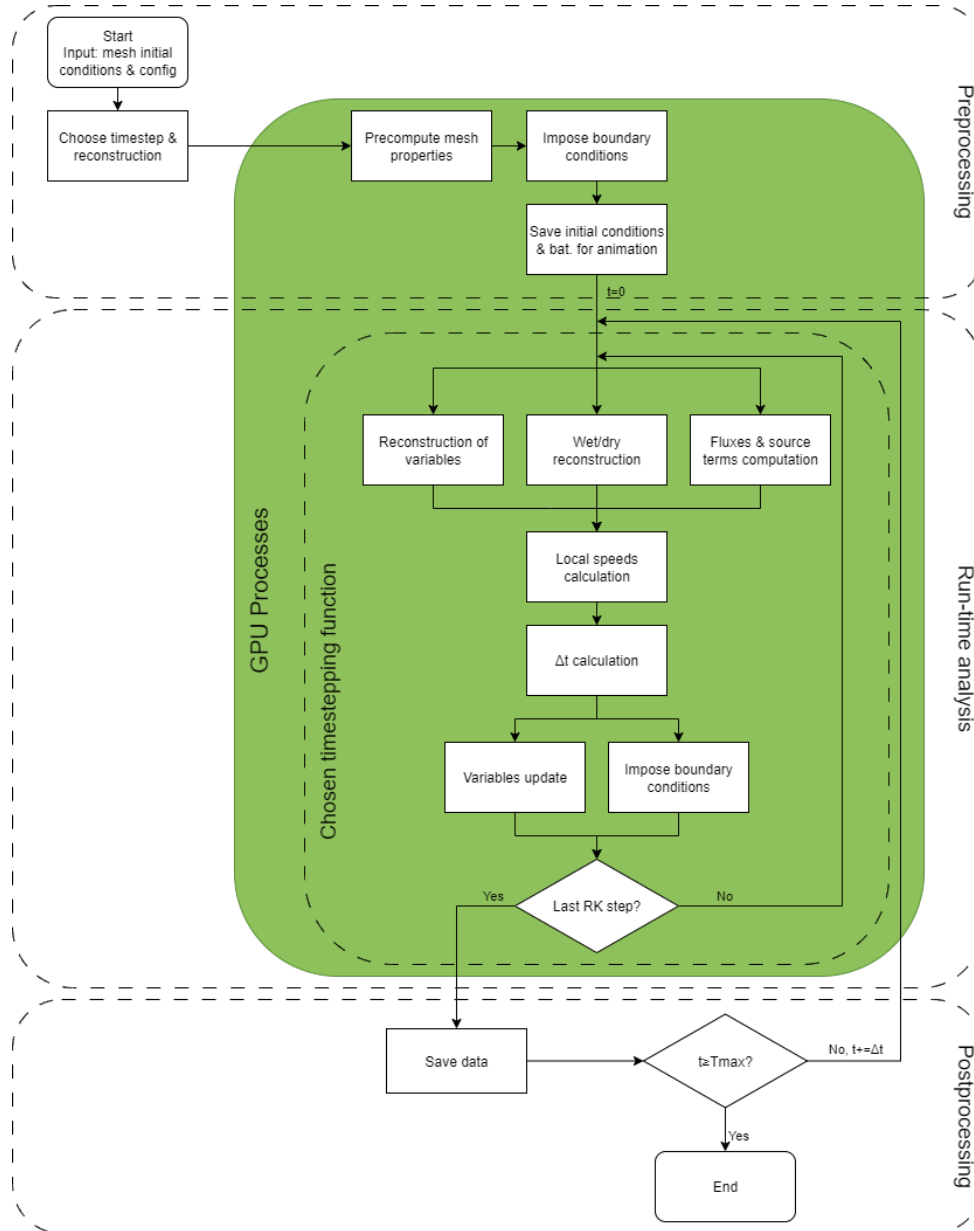 Start
Input: mesh initial
conditions & config
Preprocessing
Choose timestep &
reconstruction
Precompute mesh
properties
Impose boundary
conditions
Save initial conditions
& bat. for animation
t=0
Reconstruction of
variables
Wet/dry
reconstruction
Fluxes & source
terms computation
GPU Processes
Chosen timestepping function
Run-time analysis
Local speeds
calculation
Δt calculation
Variables update
Impose boundary
conditions
Yes
Last RK step?
No
Save data
t≥Tmax?
No, t+=Δt
Postprocessing
Yes
End